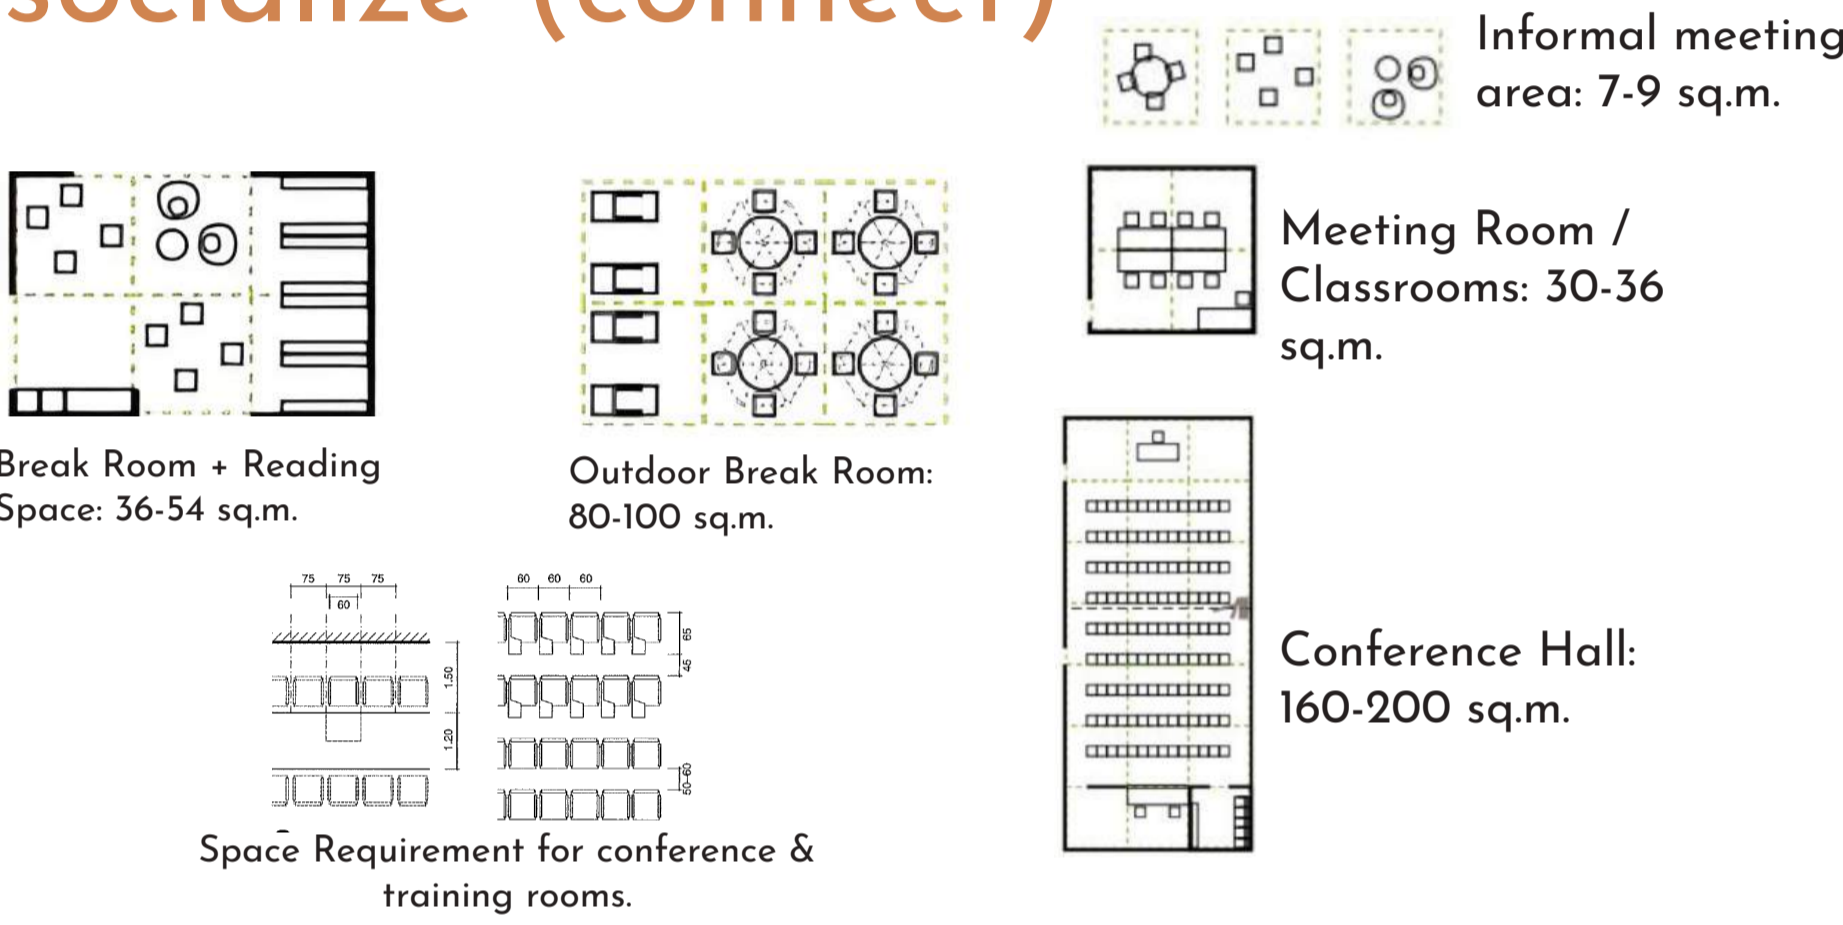 socialize (connect)
Informal meeting
area: 7-9 sq.m.
Meeting Room /
Classrooms: 30-36
sq.m.
Break Room + Reading
Space: 36-54 sq.m.
Outdoor Break Room:
80-100 sq.m.
75 75 75
60
1.50
1.20
60 60 60
65
45
50-60
Conference Hall:
160-200 sq.m.
Space Requirement for conference &
training rooms.